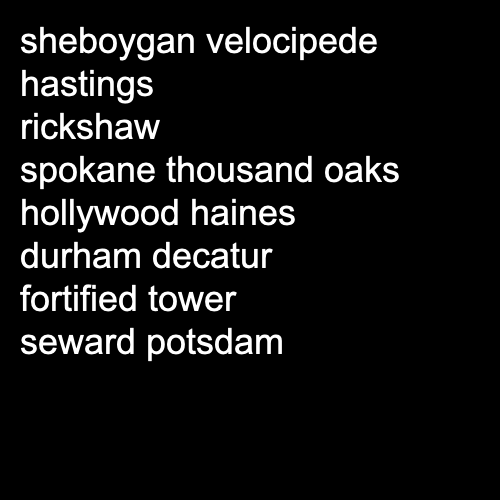 sheboygan velocipede
hastings
rickshaw
spokane thousand oaks
hollywood haines
durham decatur
fortified tower
seward potsdam